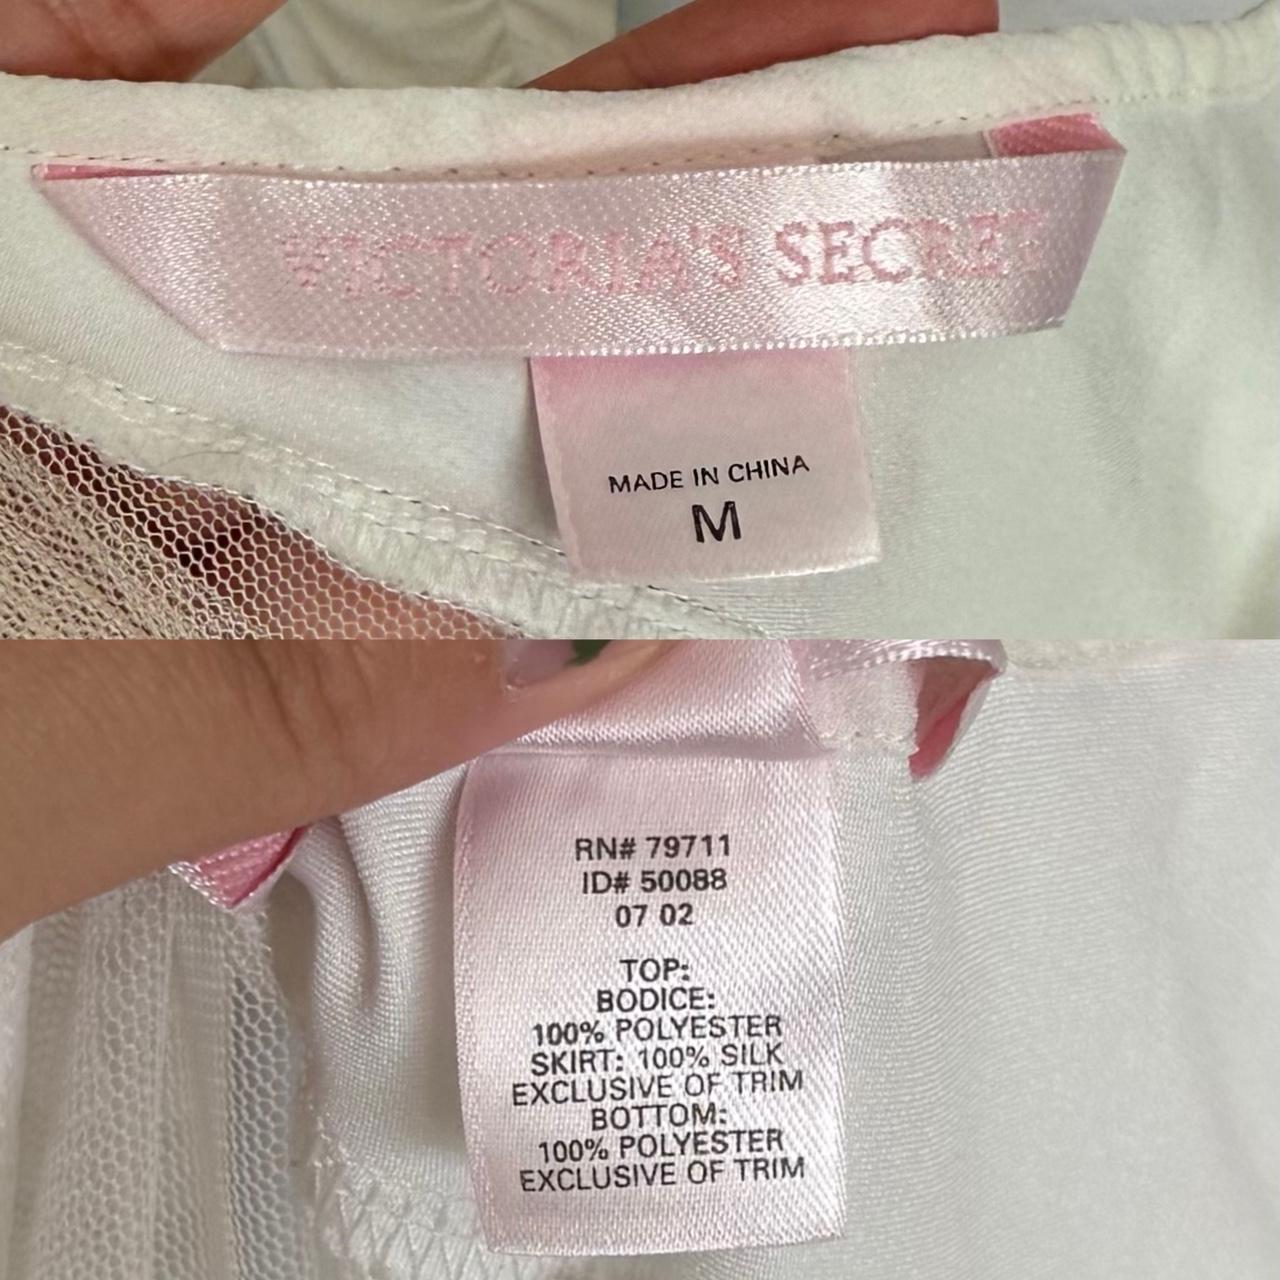 VICTORIA'S SECRET
MADE IN CHINA
M
RN# 79711
ID# 50088
07 02
TOP:
BODICE:
100% POLYESTER
SKIRT: 100% SILK
EXCLUSIVE OF TRIM
BOTTOM:
100% POLYESTER
EXCLUSIVE OF TRIM